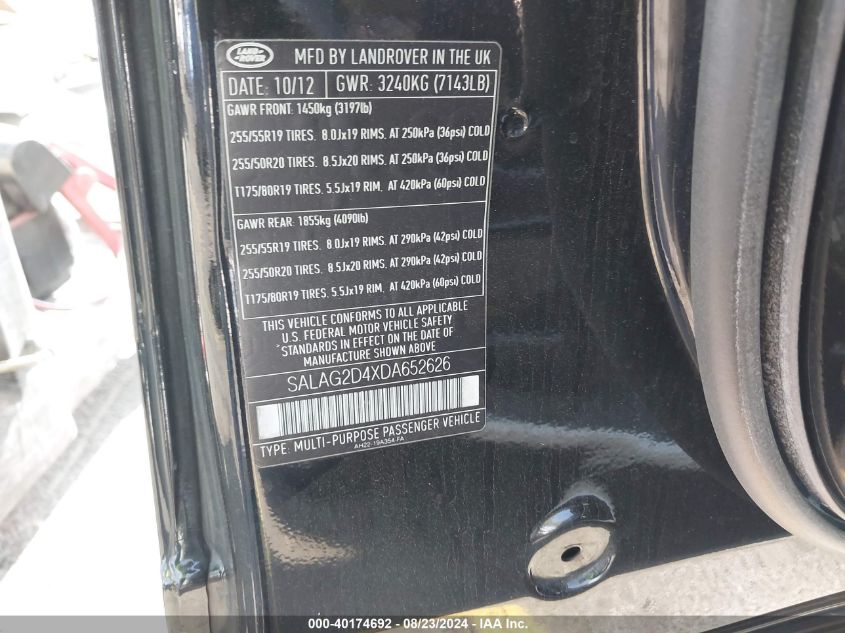 LAND ROVER
MFD BY LANDROVER IN THE UK
DATE: 10/12 GWR: 3240KG (7143LB)
GAWR FRONT: 1450kg (3197lb)
255/55R19 TIRES. 8.0Jx19 RIMS. AT 250kPa (36psi) COLD
255/50R20 TIRES. 8.5Jx20 RIMS. AT 250kPa (36psi) COLD
T175/80R19 TIRES. 5.5Jx19 RIM. AT 420kPa (60psi) COLD
GAWR REAR: 1855kg (4090lb)
255/55R19 TIRES. 8.0Jx19 RIMS. AT 290kPa (42psi) COLD
255/50R20 TIRES. 8.5Jx20 RIMS. AT 290kPa (42psi) COLD
T175/80R19 TIRES. 5.5Jx19 RIM. AT 420kPa (60psi) COLD
THIS VEHICLE CONFORMS TO ALL APPLICABLE
U.S. FEDERAL MOTOR VEHICLE SAFETY
STANDARDS IN EFFECT ON THE DATE OF
MANUFACTURE SHOWN ABOVE
SALAG2D4XDA652626
TYPE: MULTI-PURPOSE PASSENGER VEHICLE
AH22-19A364-FA
000-40174692 - 08/23/2024 - IAA Inc.